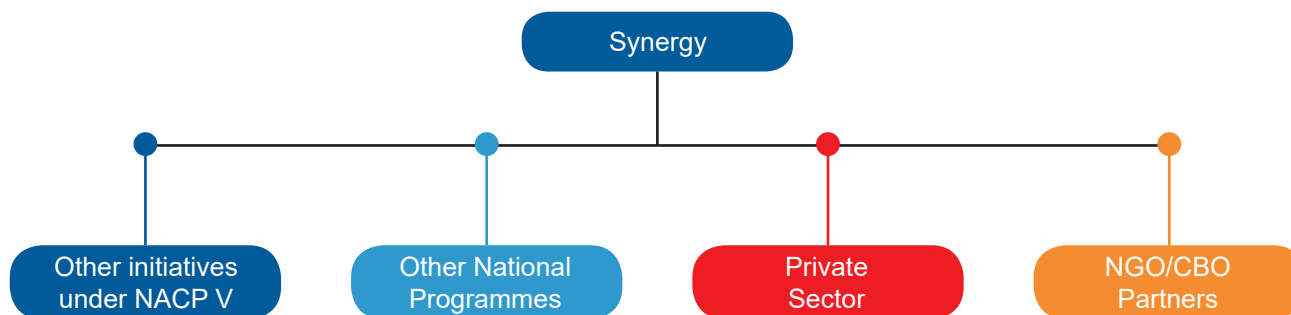 Synergy
Other initiatives
under NACP V
Other National
Programmes
Private
Sector
NGO/CBO
Partners